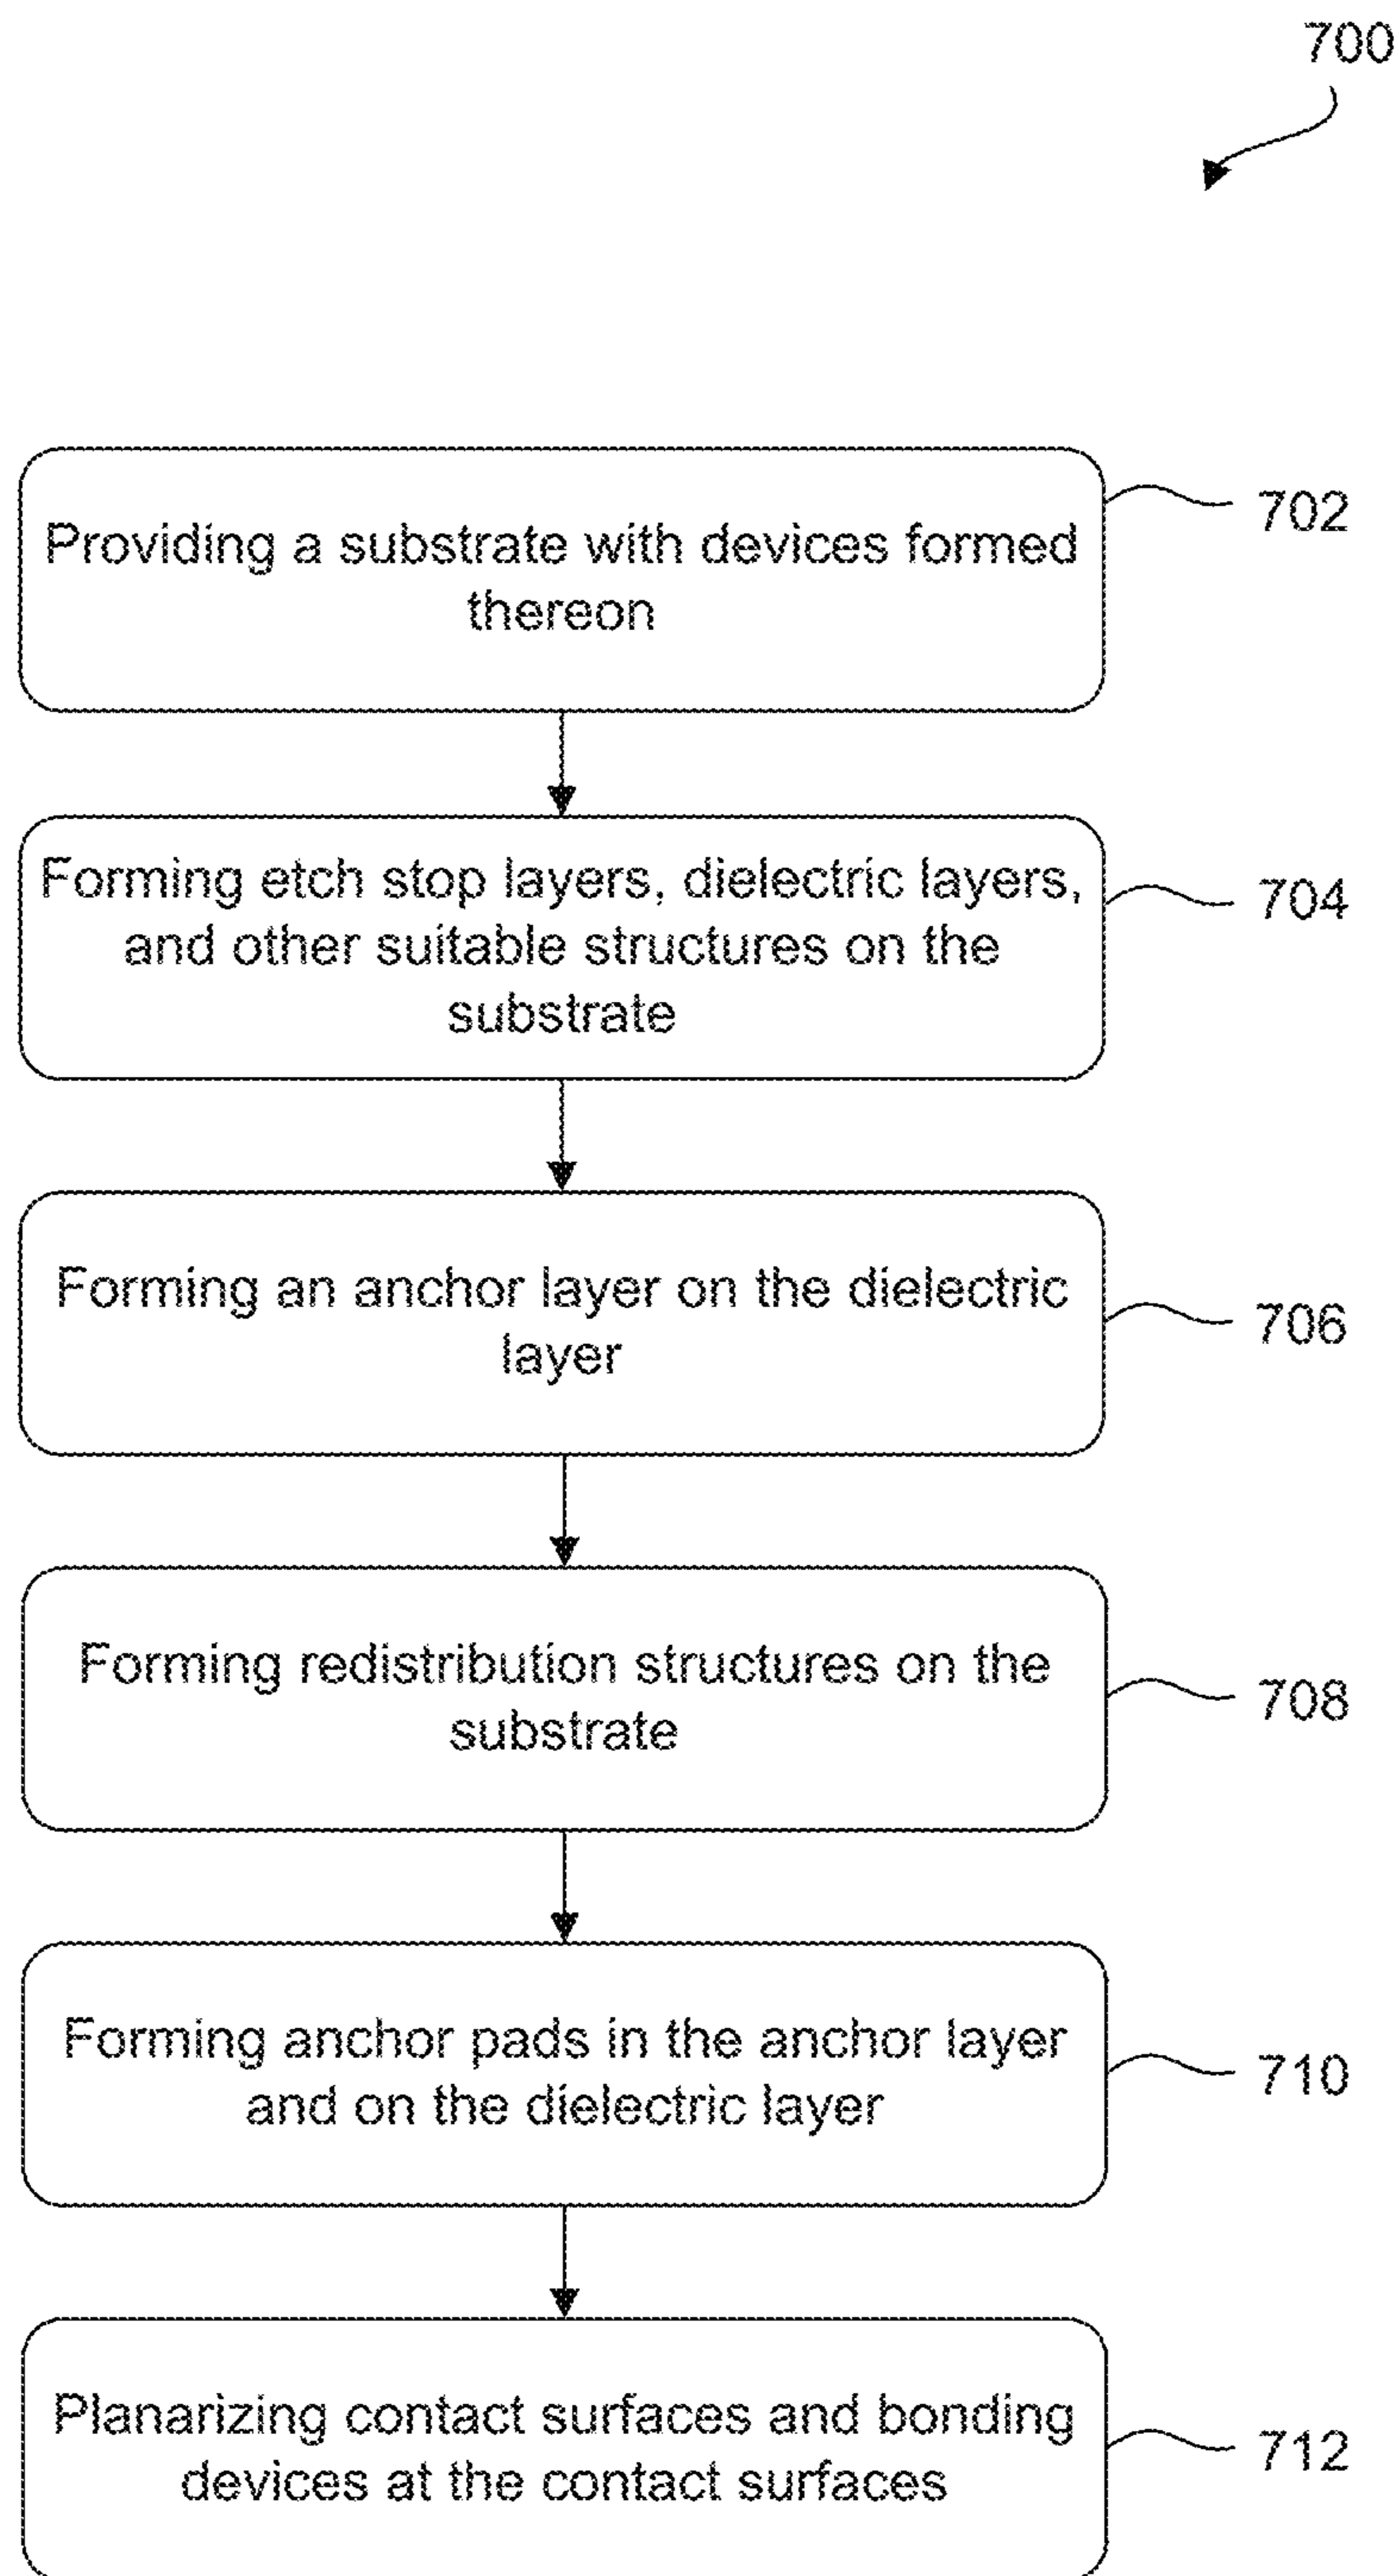 700
Providing a substrate with devices formed
thereon
702
Forming etch stop layers, dielectric layers,
and other suitable structures on the
substrate
704
Forming an anchor layer on the dielectric
layer
706
Forming redistribution structures on the
substrate
708
Forming anchor pads in the anchor layer
and on the dielectric layer
710
Planarizing contact surfaces and bonding
devices at the contact surfaces
712